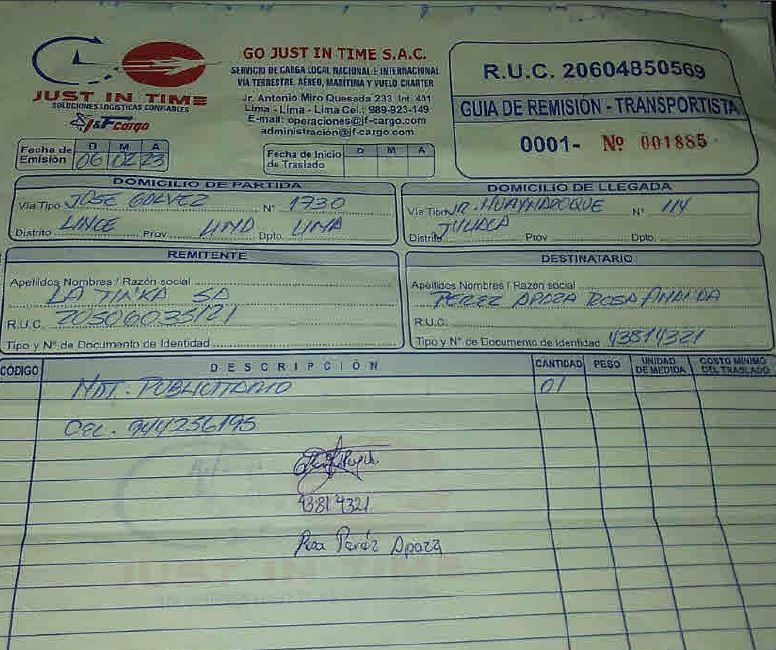 JUST IN TIME
SOLUCIONES LOGISTICAS CONFIABLES
J&F cargo
GO JUST IN TIME S.A.C.
SERVICIO DE CARGA LOCAL NACIONAL E INTERNACIONAL
VIA TERRESTRE, AÉREO, MARITIMA Y VUELO CHARTER
Jr. Antonio Miro Quesada 233 Int. 451
Lima - Lima - Lima Cel.: 989-823-149
E-mail: operaciones@jf-cargo.com
administración@jf-cargo.com
R.U.C. 20604850569
GUIA DE REMISIÓN - TRANSPORTISTA
0001- Nº 001885
Fecha de Emisión D M A
06 02 23
Fecha de Inicio de Traslado D M A
DOMICILIO DE PARTIDA
Vía Tipo JOSE GALVEZ Nº 1730
Distrito LINCE Prov LIMA Dpto. LIMA
DOMICILIO DE LLEGADA
Vía Tipo JR. HUAYNAROQUE Nº 114
Distrito JULIACA Prov Dpto.
REMITENTE
Apellidos Nombres / Razón social
LA TINKA SA
R.U.C. 20506035121
Tipo y Nº de Documento de Identidad
DESTINATARIO
Apellidos Nombres / Razón social
PEREZ APAZA ROSA AMANDA
R.U.C.
Tipo y Nº de Documento de Identidad 43814321
CÓDIGO DESCRIPCIÓN CANTIDAD PESO UNIDAD DE MEDIDA COSTO MINIMO DEL TRASLADO
MAT. PUBLICITARIO 01
CEL. 944236195
43814321
Rosa Peréz Apaza
JUST IN TIME